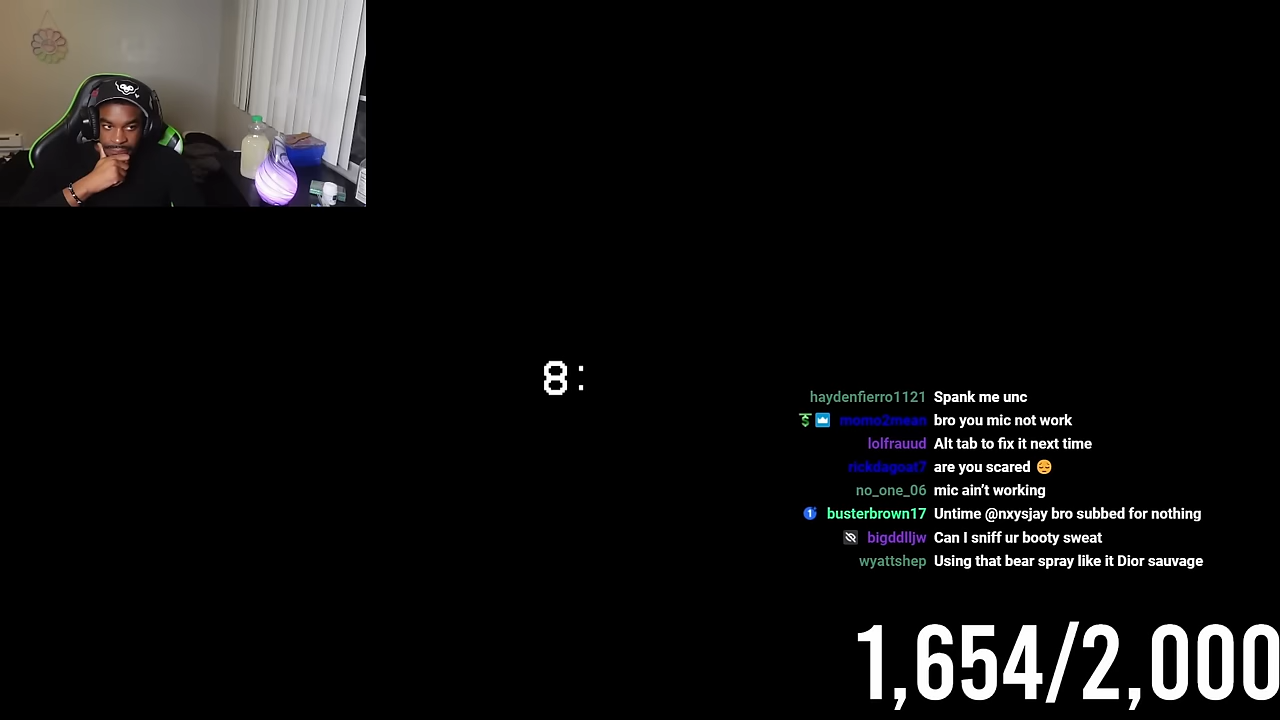 8:
haydenfierro1121 Spank me unc
momo2mean bro you mic not work
lolfrauud Alt tab to fix it next time
rickdagoat7 are you scared 😔
no_one_06 mic ain’t working
1 busterbrown17 Untime @nxysjay bro subbed for nothing
bigddlljw Can I sniff ur booty sweat
wyattshep Using that bear spray like it Dior sauvage
1,654/2,000